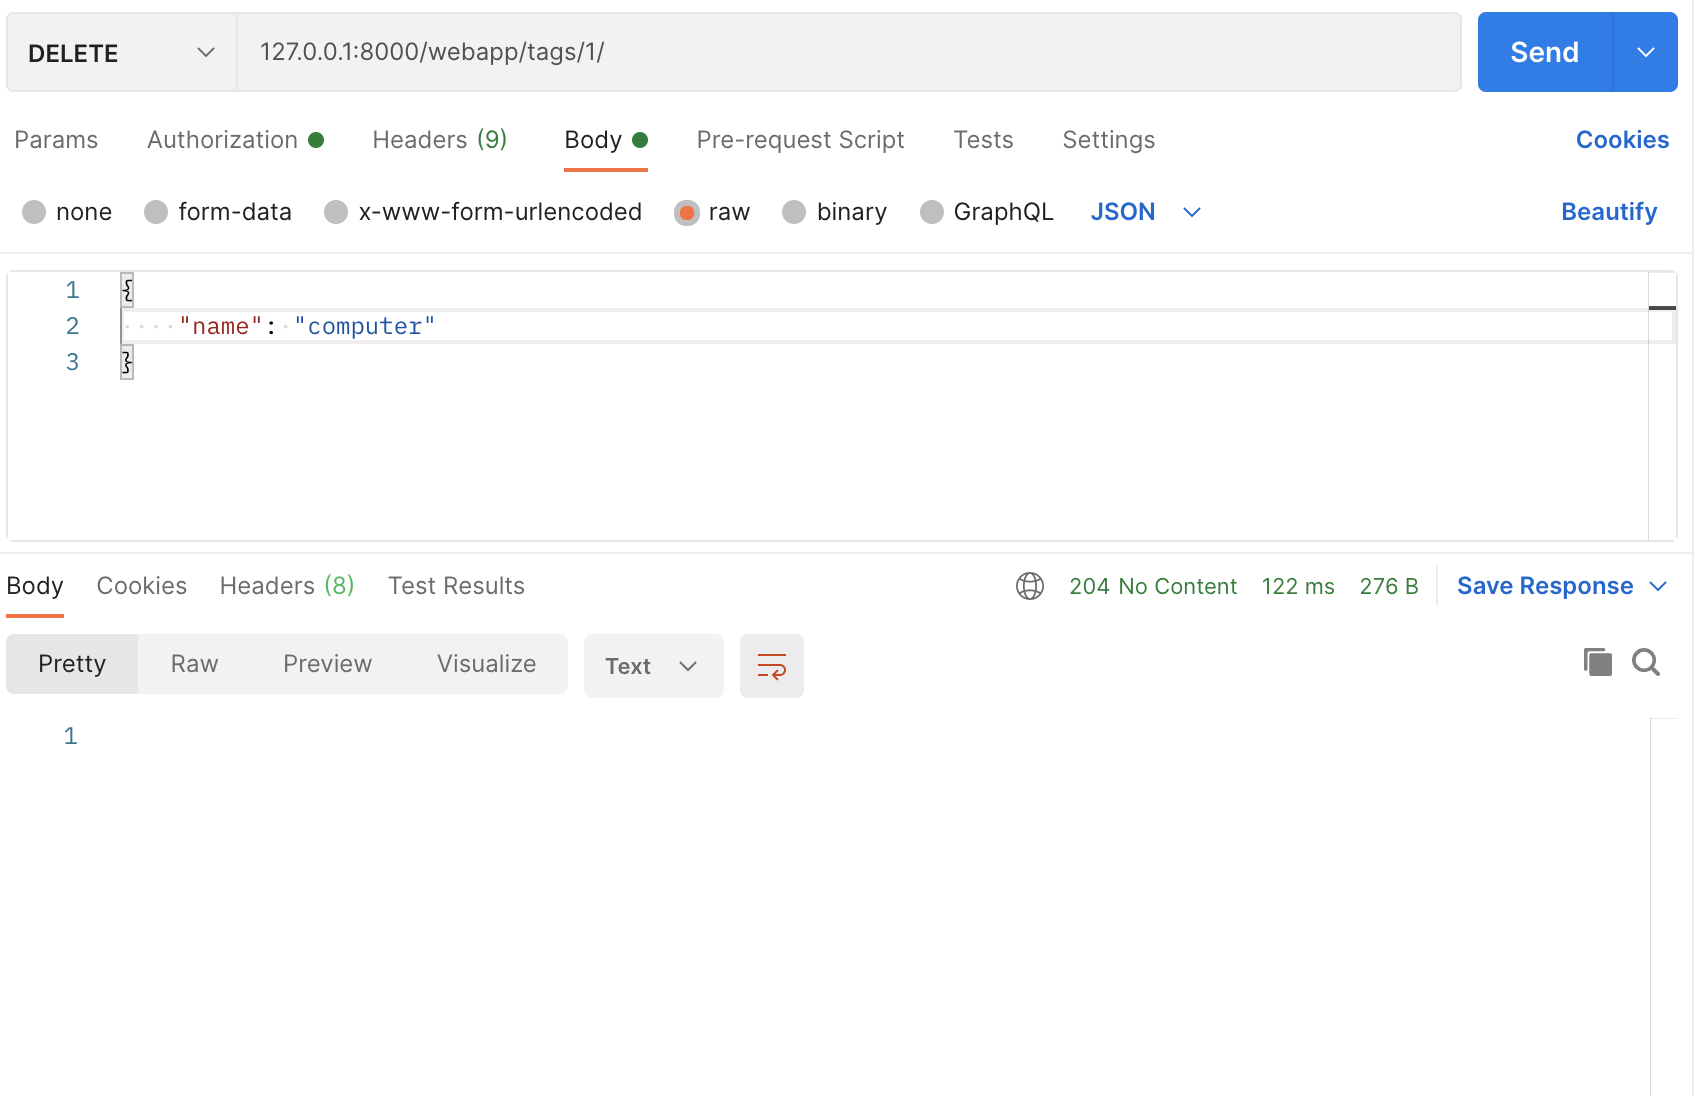 DELETE 127.0.0.1:8000/webapp/tags/1/ Send
Params Authorization Headers (9) Body Pre-request Script Tests Settings Cookies
none form-data x-www-form-urlencoded raw binary GraphQL JSON Beautify
1 {
2 "name": "computer"
3 }
Body Cookies Headers (8) Test Results 204 No Content 122 ms 276 B Save Response
Pretty Raw Preview Visualize Text
1